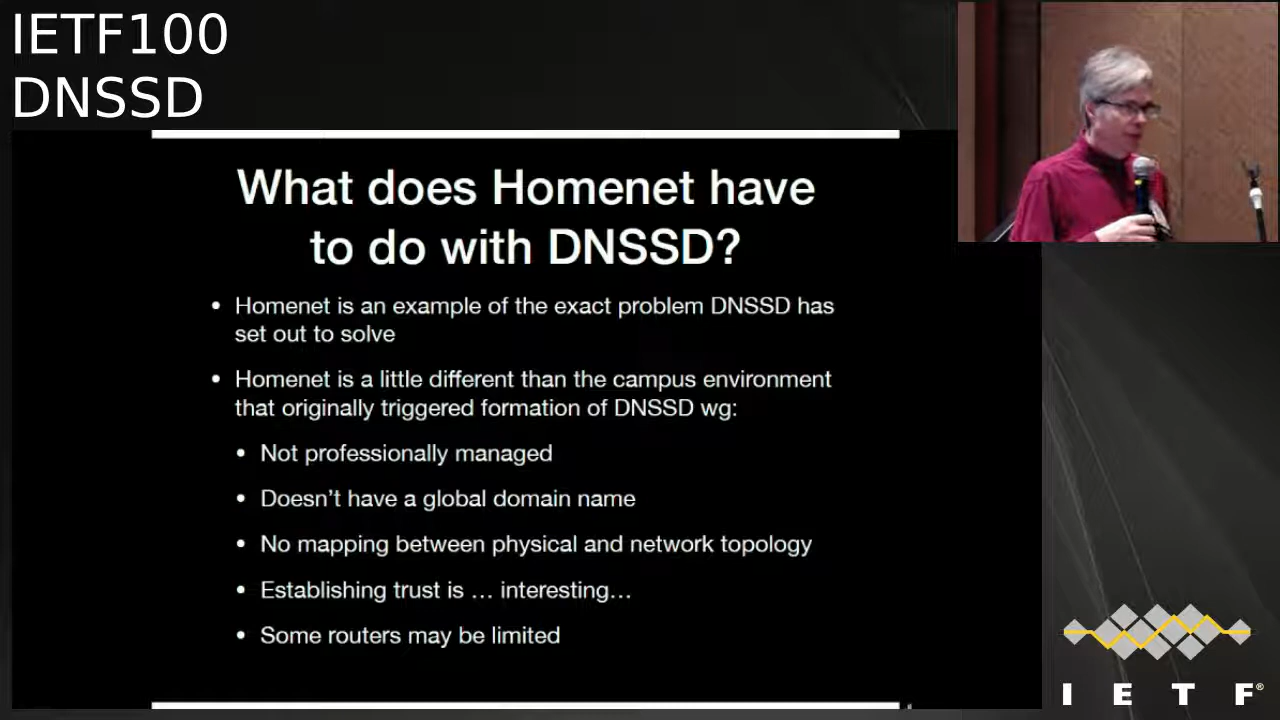 IETF100
DNSSD
What does Homenet have
to do with DNSSD?
• Homenet is an example of the exact problem DNSSD has
set out to solve
• Homenet is a little different than the campus environment
that originally triggered formation of DNSSD wg:
• Not professionally managed
• Doesn't have a global domain name
• No mapping between physical and network topology
• Establishing trust is … interesting…
• Some routers may be limited
I E T F®